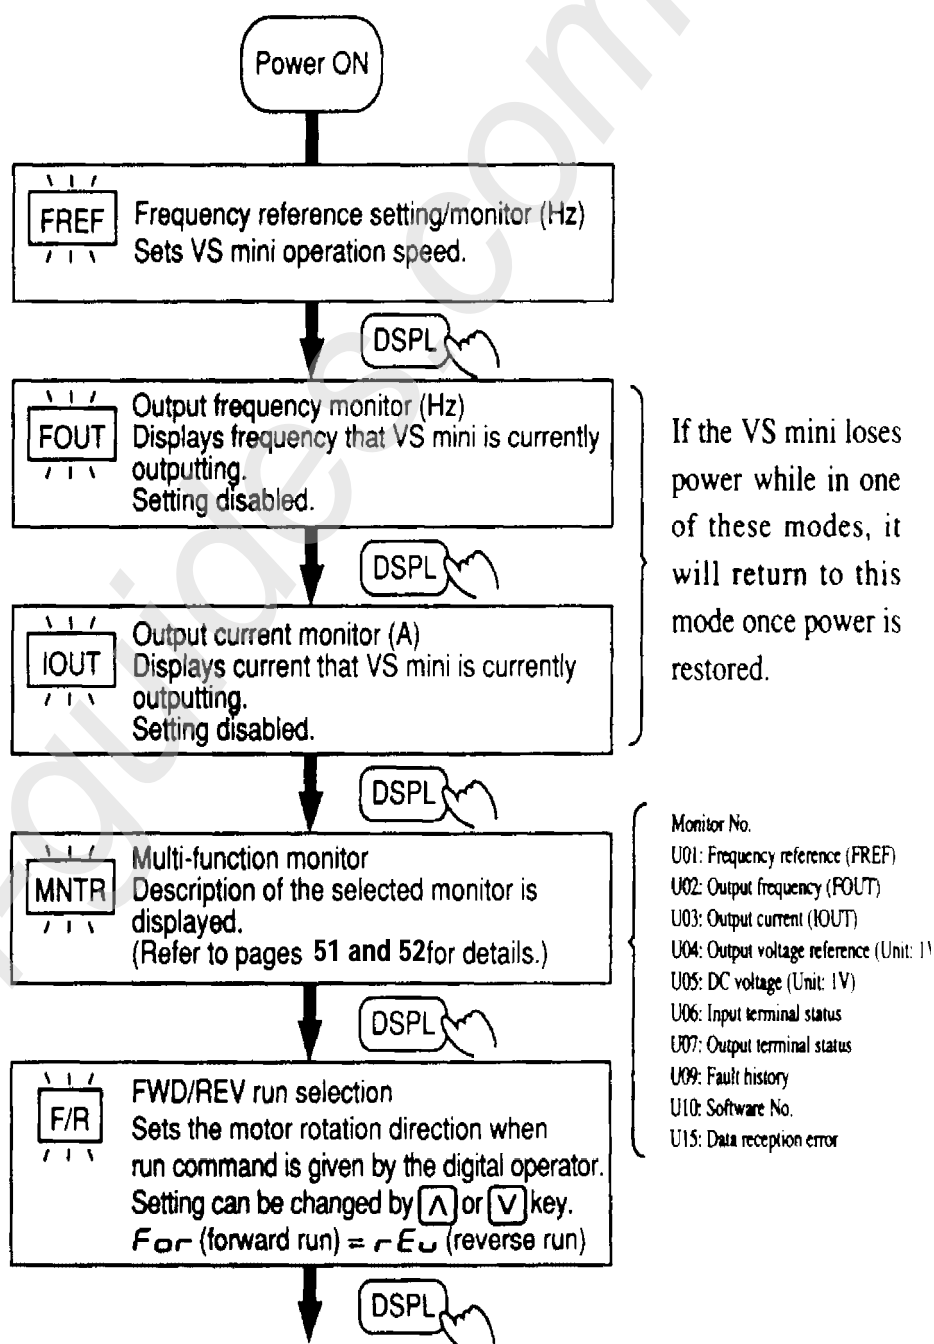 Power ON
FREF
Frequency reference setting/monitor (Hz)
Sets VS mini operation speed.
DSPL
FOUT
Output frequency monitor (Hz)
Displays frequency that VS mini is currently
outputting.
Setting disabled.
If the VS mini loses
power while in one
of these modes, it
will return to this
mode once power is
restored.
DSPL
IOUT
Output current monitor (A)
Displays current that VS mini is currently
outputting.
Setting disabled.
DSPL
MNTR
Multi-function monitor
Description of the selected monitor is
displayed.
(Refer to pages 51 and 52for details.)
Monitor No.
U01: Frequency reference (FREF)
U02: Output frequency (FOUT)
U03: Output current (IOUT)
U04: Output voltage reference (Unit: 1V
U05: DC voltage (Unit: 1V)
U06: Input terminal status
U07: Output terminal status
U09: Fault history
U10: Software No.
U15: Data reception error
DSPL
F/R
FWD/REV run selection
Sets the motor rotation direction when
run command is given by the digital operator.
Setting can be changed by Λ or V key.
For (forward run) = rEv (reverse run)
DSPL
rguides.com